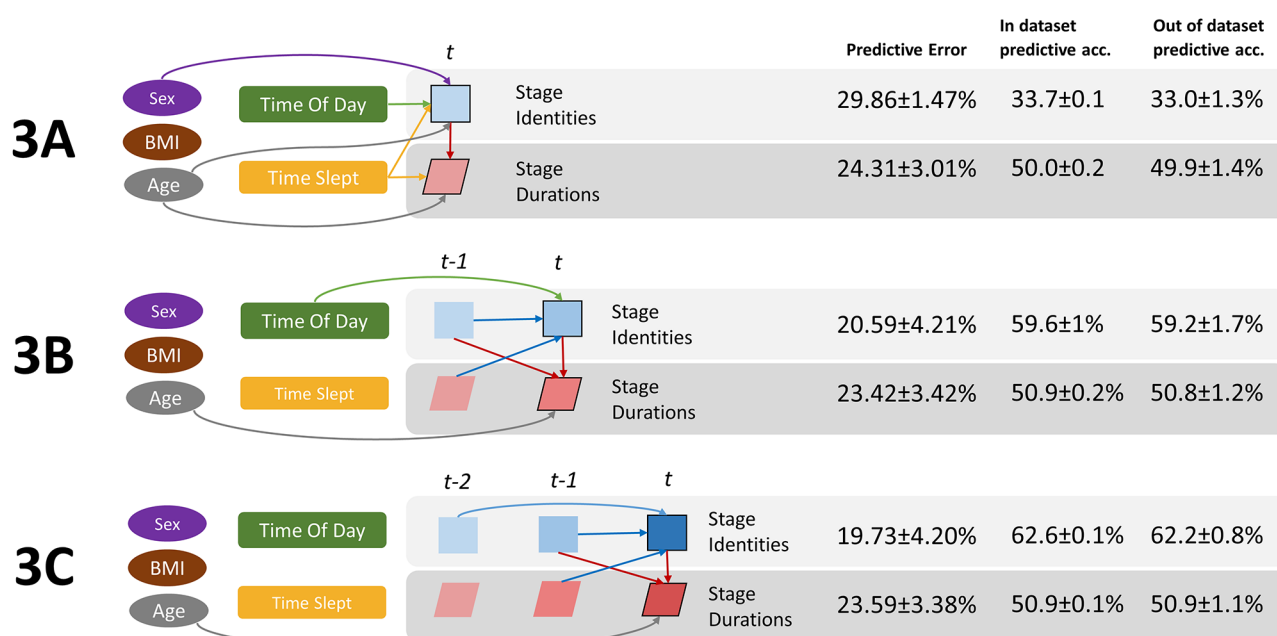 In dataset Out of dataset
Predictive Error predictive acc. predictive acc.
t
3A
Sex
BMI
Age
Time Of Day
Time Slept
Stage
Identities
29.86±1.47% 33.7±0.1 33.0±1.3%
Stage
Durations
24.31±3.01% 50.0±0.2 49.9±1.4%
t-1 t
3B
Sex
BMI
Age
Time Of Day
Time Slept
Stage
Identities
20.59±4.21% 59.6±1% 59.2±1.7%
Stage
Durations
23.42±3.42% 50.9±0.2% 50.8±1.2%
t-2 t-1 t
3C
Sex
BMI
Age
Time Of Day
Time Slept
Stage
Identities
19.73±4.20% 62.6±0.1% 62.2±0.8%
Stage
Durations
23.59±3.38% 50.9±0.1% 50.9±1.1%